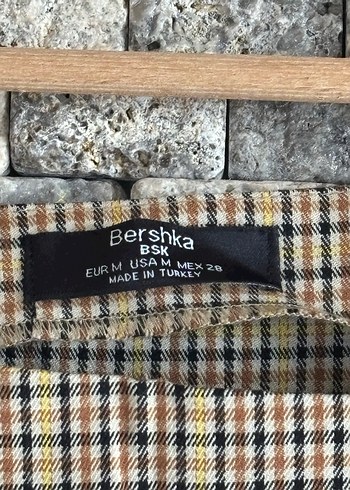 Bershka
BSK
EUR M USA M MEX 28
MADE IN TURKEY